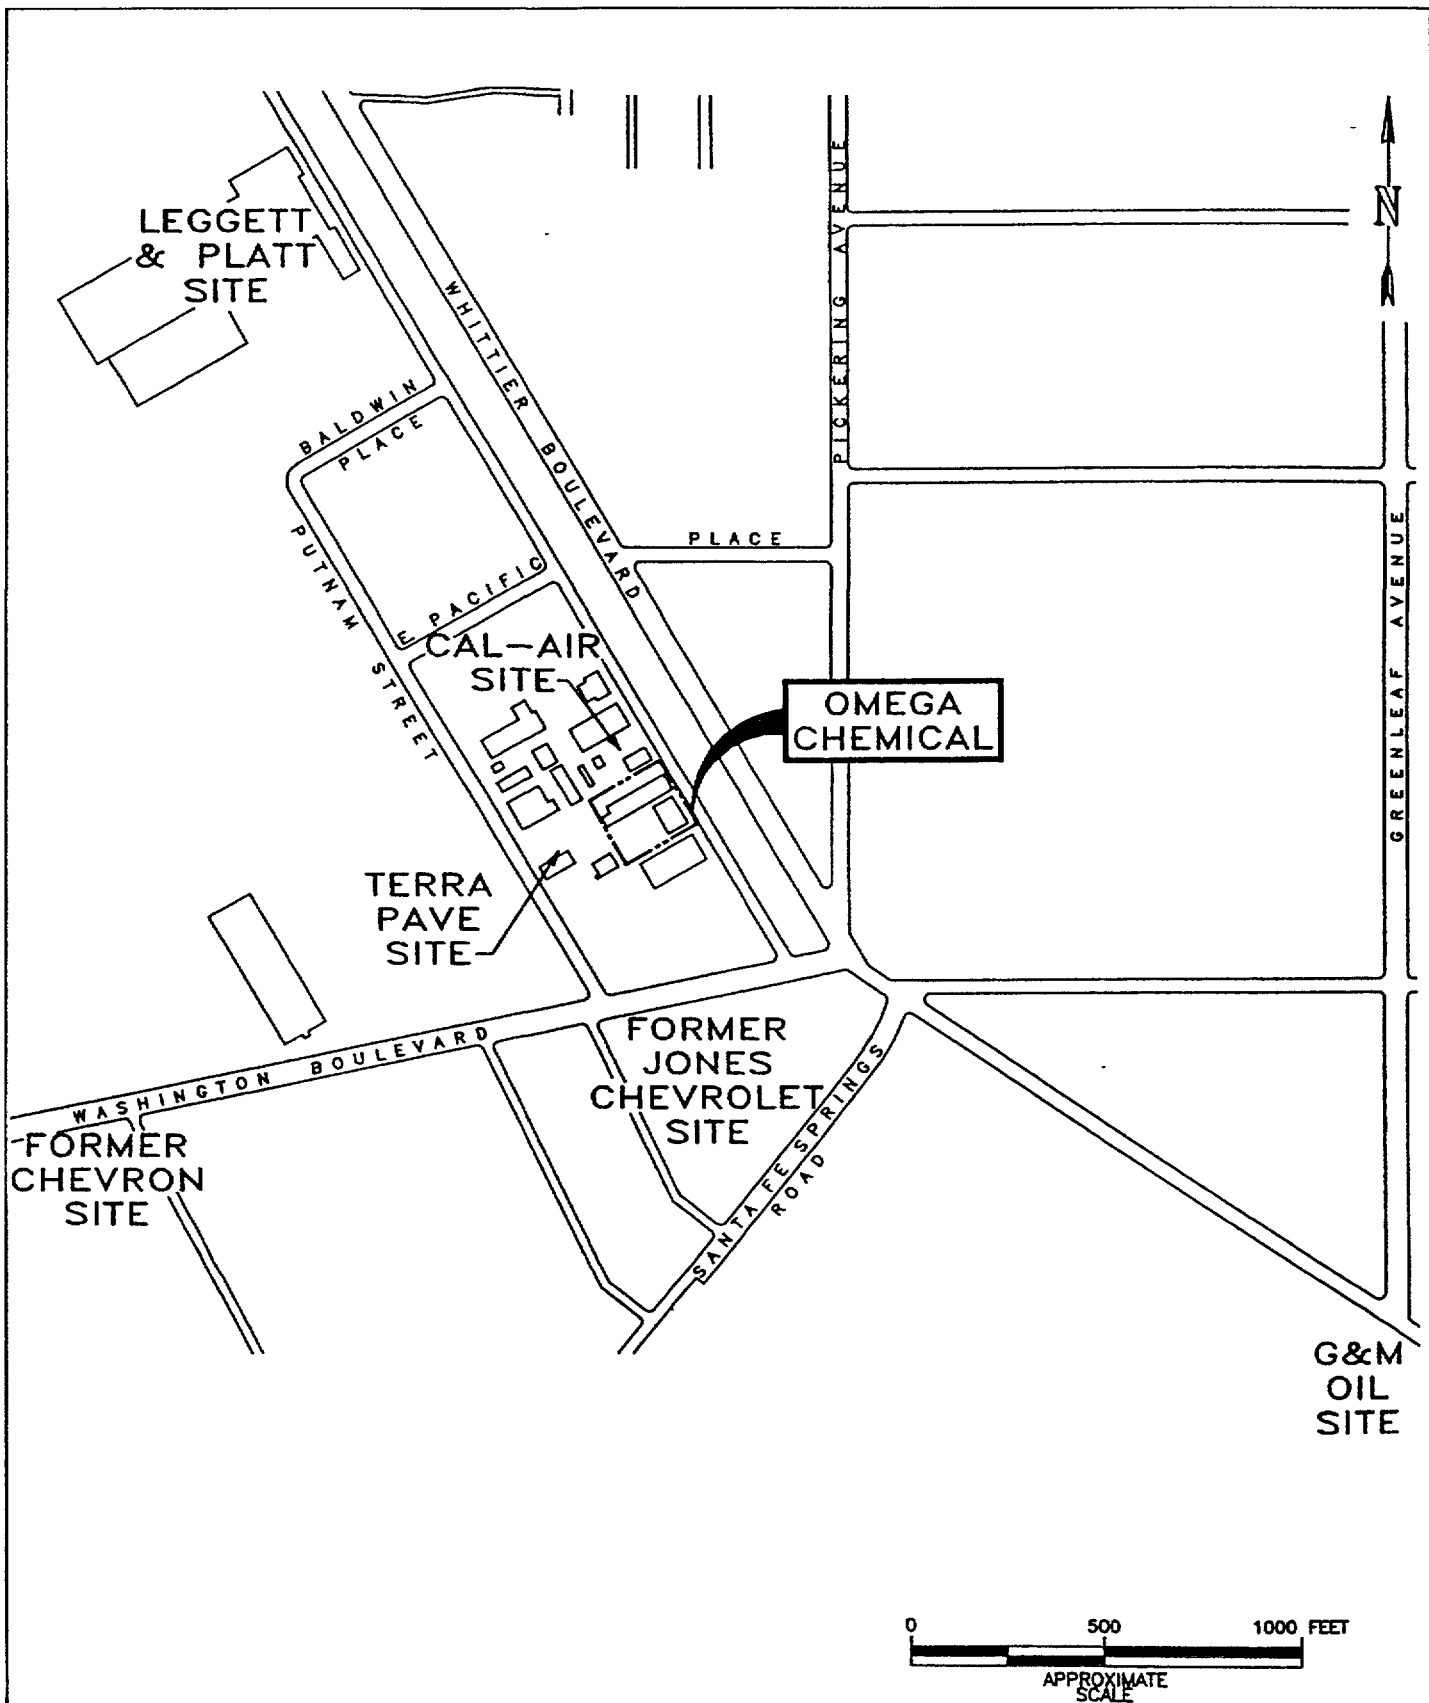 N
LEGGETT
& PLATT
SITE
WHITTIER BOULEVARD
PICKERING AVENUE
BALDWIN
PLACE
PLACE
GREENLEAF AVENUE
PUTNAM STREET
E PACIFIC
CAL-AIR
SITE
OMEGA
CHEMICAL
TERRA
PAVE
SITE
WASHINGTON BOULEVARD
FORMER
JONES
CHEVROLET
SITE
SANTA FE SPRINGS
ROAD
FORMER
CHEVRON
SITE
G&M
OIL
SITE
0 500 1000 FEET
APPROXIMATE
SCALE